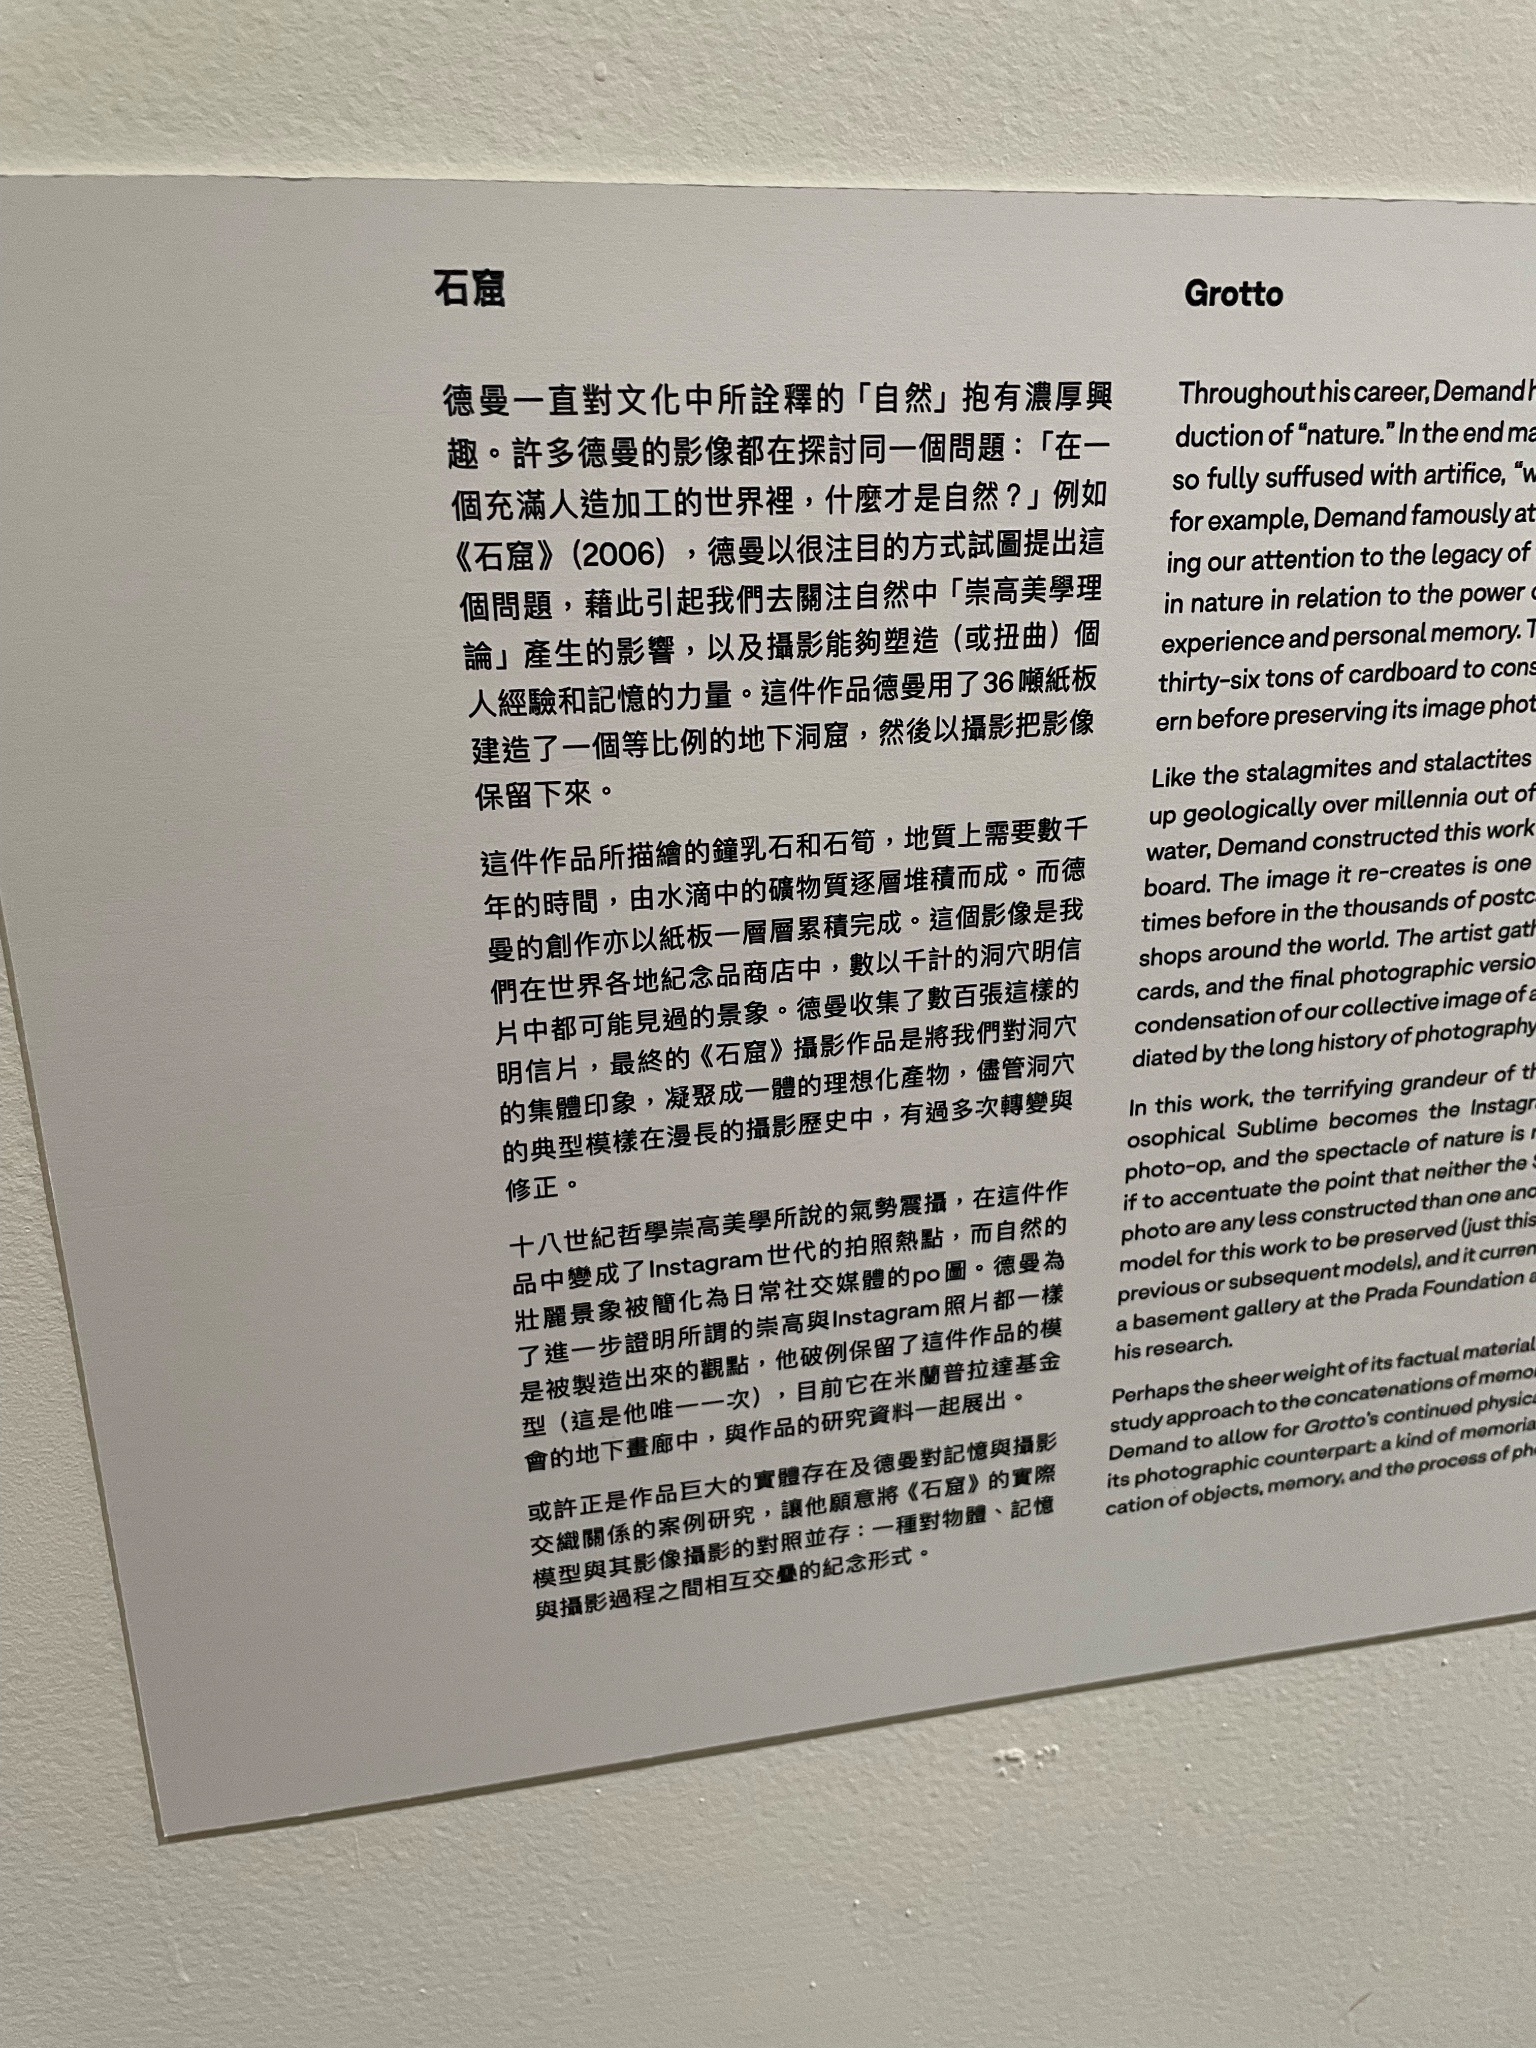 石窟
德曼一直對文化中所詮釋的「自然」抱有濃厚興
趣。許多德曼的影像都在探討同一個問題：「在一
個充滿人造加工的世界裡，什麼才是自然？」例如
《石窟》（2006），德曼以很注目的方式試圖提出這
個問題，藉此引起我們去關注自然中「崇高美學理
論」產生的影響，以及攝影能夠塑造（或扭曲）個
人經驗和記憶的力量。這件作品德曼用了36噸紙板
建造了一個等比例的地下洞窟，然後以攝影把影像
保留下來。
這件作品所描繪的鐘乳石和石筍，地質上需要數千
年的時間，由水滴中的礦物質逐層堆積而成。而德
曼的創作亦以紙板一層層累積完成。這個影像是我
們在世界各地紀念品商店中，數以千計的洞穴明信
片中都可能見過的景象。德曼收集了數百張這樣的
明信片，最終的《石窟》攝影作品是將我們對洞穴
的集體印象，凝聚成一體的理想化產物，儘管洞穴
的典型模樣在漫長的攝影歷史中，有過多次轉變與
修正。
十八世紀哲學崇高美學所說的氣勢震攝，在這件作
品中變成了Instagram世代的拍照熱點，而自然的
壯麗景象被簡化為日常社交媒體的po圖。德曼為
了進一步證明所謂的崇高與Instagram照片都一樣
是被製造出來的觀點，他破例保留了這件作品的模
型（這是他唯一一次），目前它在米蘭普拉達基金
會的地下畫廊中，與作品的研究資料一起展出。
或許正是作品巨大的實體存在及德曼對記憶與攝影
交織關係的案例研究，讓他願意將《石窟》的實際
模型與其影像攝影的對照並存：一種對物體、記憶
與攝影過程之間相互交疊的紀念形式。
Grotto
Throughout his career, Demand
duction of “nature.” In the end
so fully suffused with artifice,
for example, Demand famously
ing our attention to the legacy of
in nature in relation to the power
experience and personal memory.
thirty-six tons of cardboard to
ern before preserving its image
Like the stalagmites and stalactites
up geologically over millennia out of
water, Demand constructed this work
board. The image it re-creates is one
times before in the thousands of
shops around the world. The artist
cards, and the final photographic
condensation of our collective image of
diated by the long history of photography
In this work, the terrifying grandeur of
osophical Sublime becomes the
photo-op, and the spectacle of nature is
if to accentuate the point that neither the
photo are any less constructed than one
model for this work to be preserved (just this
previous or subsequent models), and it
a basement gallery at the Prada Foundation
his research.
Perhaps the sheer weight of its factual material
study approach to the concatenations of
Demand to allow for Grotto’s continued
its photographic counterpart: a kind of
cation of objects, memory, and the process of